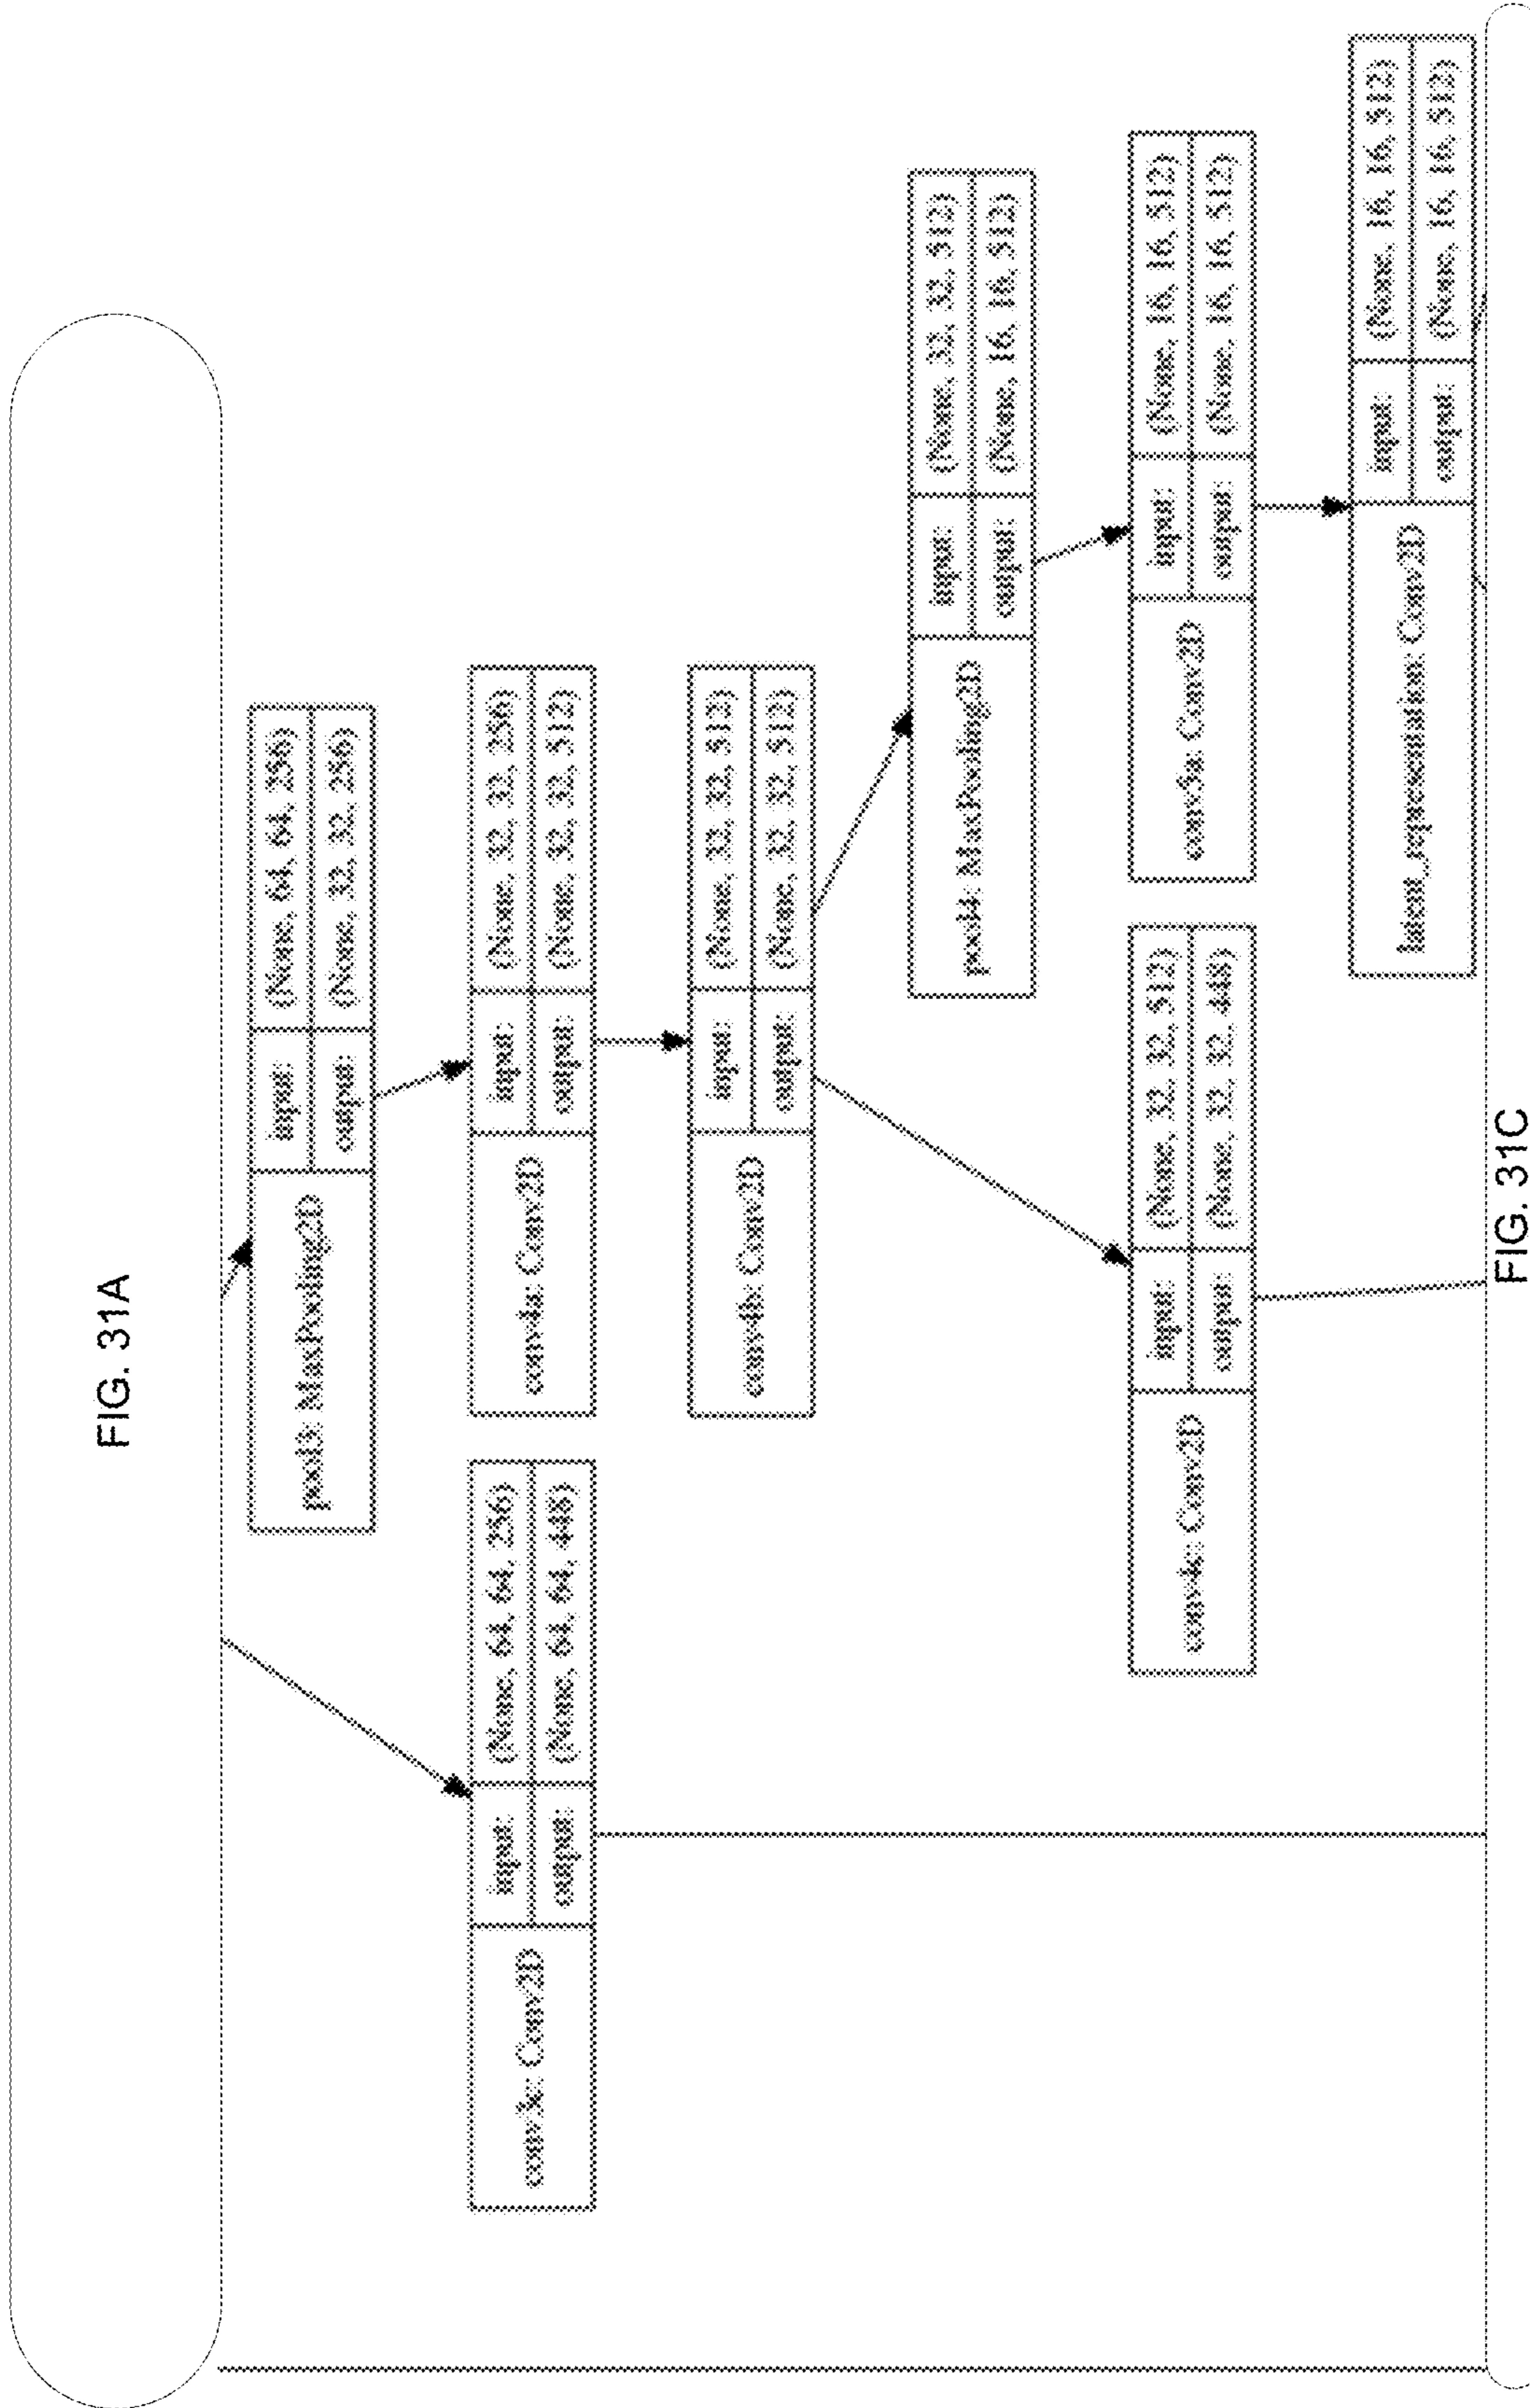 FIG. 31A
pool3: MaxPooling2D
input:
(None, 64, 64, 256)
output:
(None, 32, 32, 256)
conv3c: Conv2D
input:
(None, 64, 64, 256)
output:
(None, 64, 64, 448)
conv4a: Conv2D
input:
(None, 32, 32, 256)
output:
(None, 32, 32, 512)
conv4b: Conv2D
input:
(None, 32, 32, 512)
output:
(None, 32, 32, 512)
pool4: MaxPooling2D
input:
(None, 32, 32, 512)
output:
(None, 16, 16, 512)
conv4c: Conv2D
input:
(None, 32, 32, 512)
output:
(None, 32, 32, 448)
conv5a: Conv2D
input:
(None, 16, 16, 512)
output:
(None, 16, 16, 512)
latent_representation: Conv2D
input:
(None, 16, 16, 512)
output:
(None, 16, 16, 512)
FIG. 31C